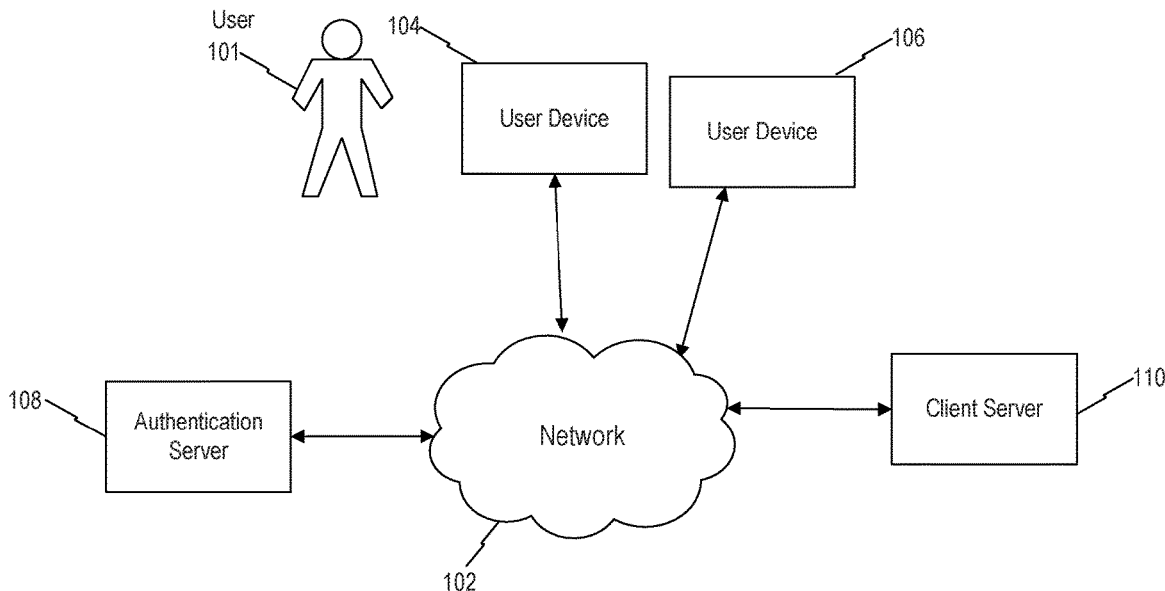 User
101
104
User Device
106
User Device
108
Authentication
Server
Network
102
Client Server
110